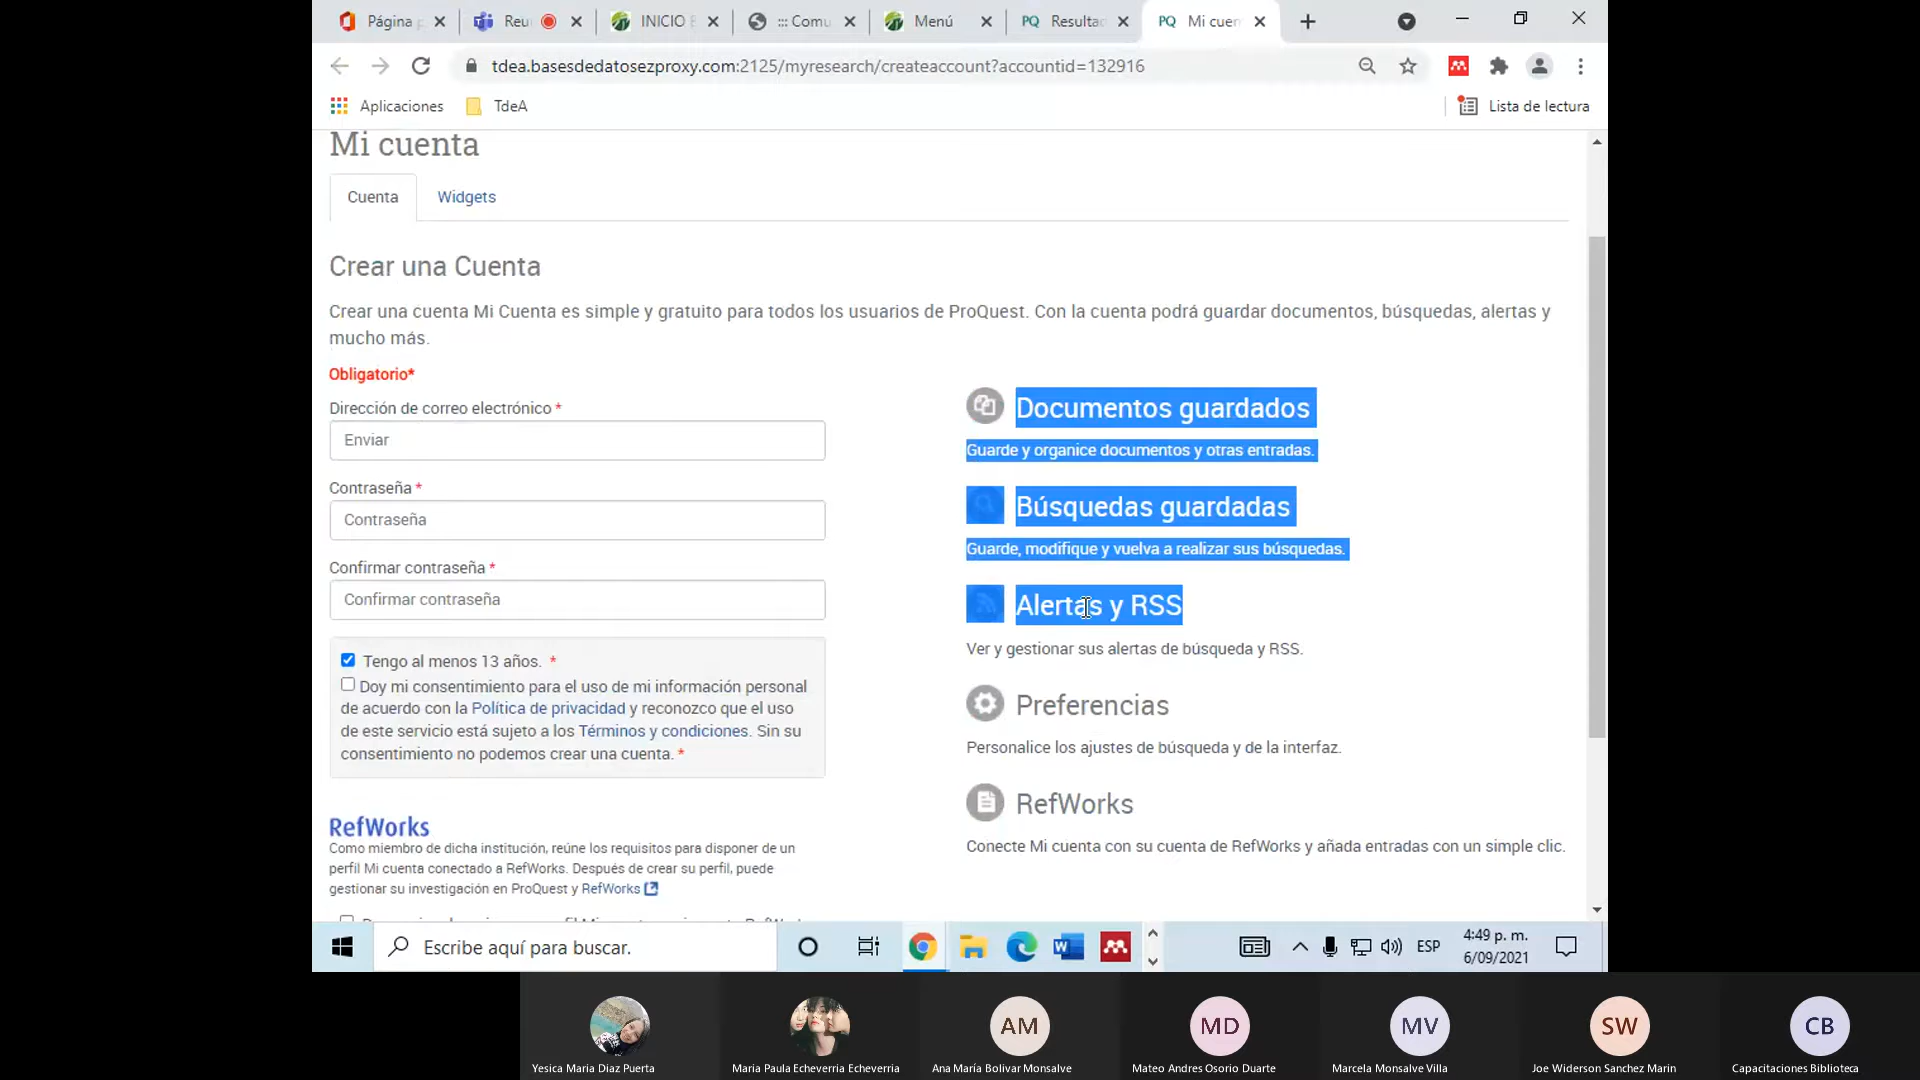 Página
Reu
INICIO
::: Comu
Menú
PQ Resulta
PQ Mi cuen
tdea.basesdedatosezproxy.com:2125/myresearch/createaccount?accountid=132916
Aplicaciones
TdeA
Lista de lectura
Mi cuenta
Cuenta
Widgets
Crear una Cuenta
Crear una cuenta Mi Cuenta es simple y gratuito para todos los usuarios de ProQuest. Con la cuenta podrá guardar documentos, búsquedas, alertas y
mucho más.
Obligatorio*
Dirección de correo electrónico *
Enviar
Contraseña *
Contraseña
Confirmar contraseña *
Confirmar contraseña
Tengo al menos 13 años. *
Doy mi consentimiento para el uso de mi información personal
de acuerdo con la Política de privacidad y reconozco que el uso
de este servicio está sujeto a los Términos y condiciones. Sin su
consentimiento no podemos crear una cuenta. *
RefWorks
Como miembro de dicha institución, reúne los requisitos para disponer de un
perfil Mi cuenta conectado a RefWorks. Después de crear su perfil, puede
gestionar su investigación en ProQuest y RefWorks
Documentos guardados
Guarde y organice documentos y otras entradas.
Búsquedas guardadas
Guarde, modifique y vuelva a realizar sus búsquedas.
Alertas y RSS
Ver y gestionar sus alertas de búsqueda y RSS.
Preferencias
Personalice los ajustes de búsqueda y de la interfaz.
RefWorks
Conecte Mi cuenta con su cuenta de RefWorks y añada entradas con un simple clic.
Escribe aquí para buscar.
ESP
4:49 p. m.
6/09/2021
AM
MD
MV
SW
CB
Yesica Maria Diaz Puerta
Maria Paula Echeverria Echeverria
Ana María Bolivar Monsalve
Mateo Andres Osorio Duarte
Marcela Monsalve Villa
Joe Widerson Sanchez Marin
Capacitaciones Biblioteca